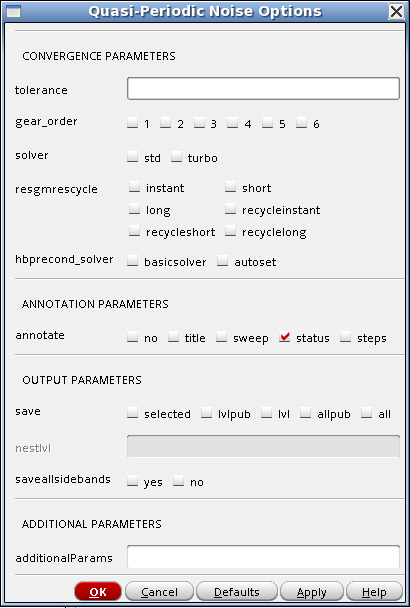 Quasi-Periodic Noise Options
CONVERGENCE PARAMETERS
tolerance
gear_order 1 2 3 4 5 6
solver std turbo
resgmrescycle instant short
long recycleinstant
recycleshort recyclelong
hbprecond_solver basicsolver autoset
ANNOTATION PARAMETERS
annotate no title sweep status steps
OUTPUT PARAMETERS
save selected lvlpub lvl allpub all
nestlvl
saveallsidebands yes no
ADDITIONAL PARAMETERS
additionalParams
OK Cancel Defaults Apply Help